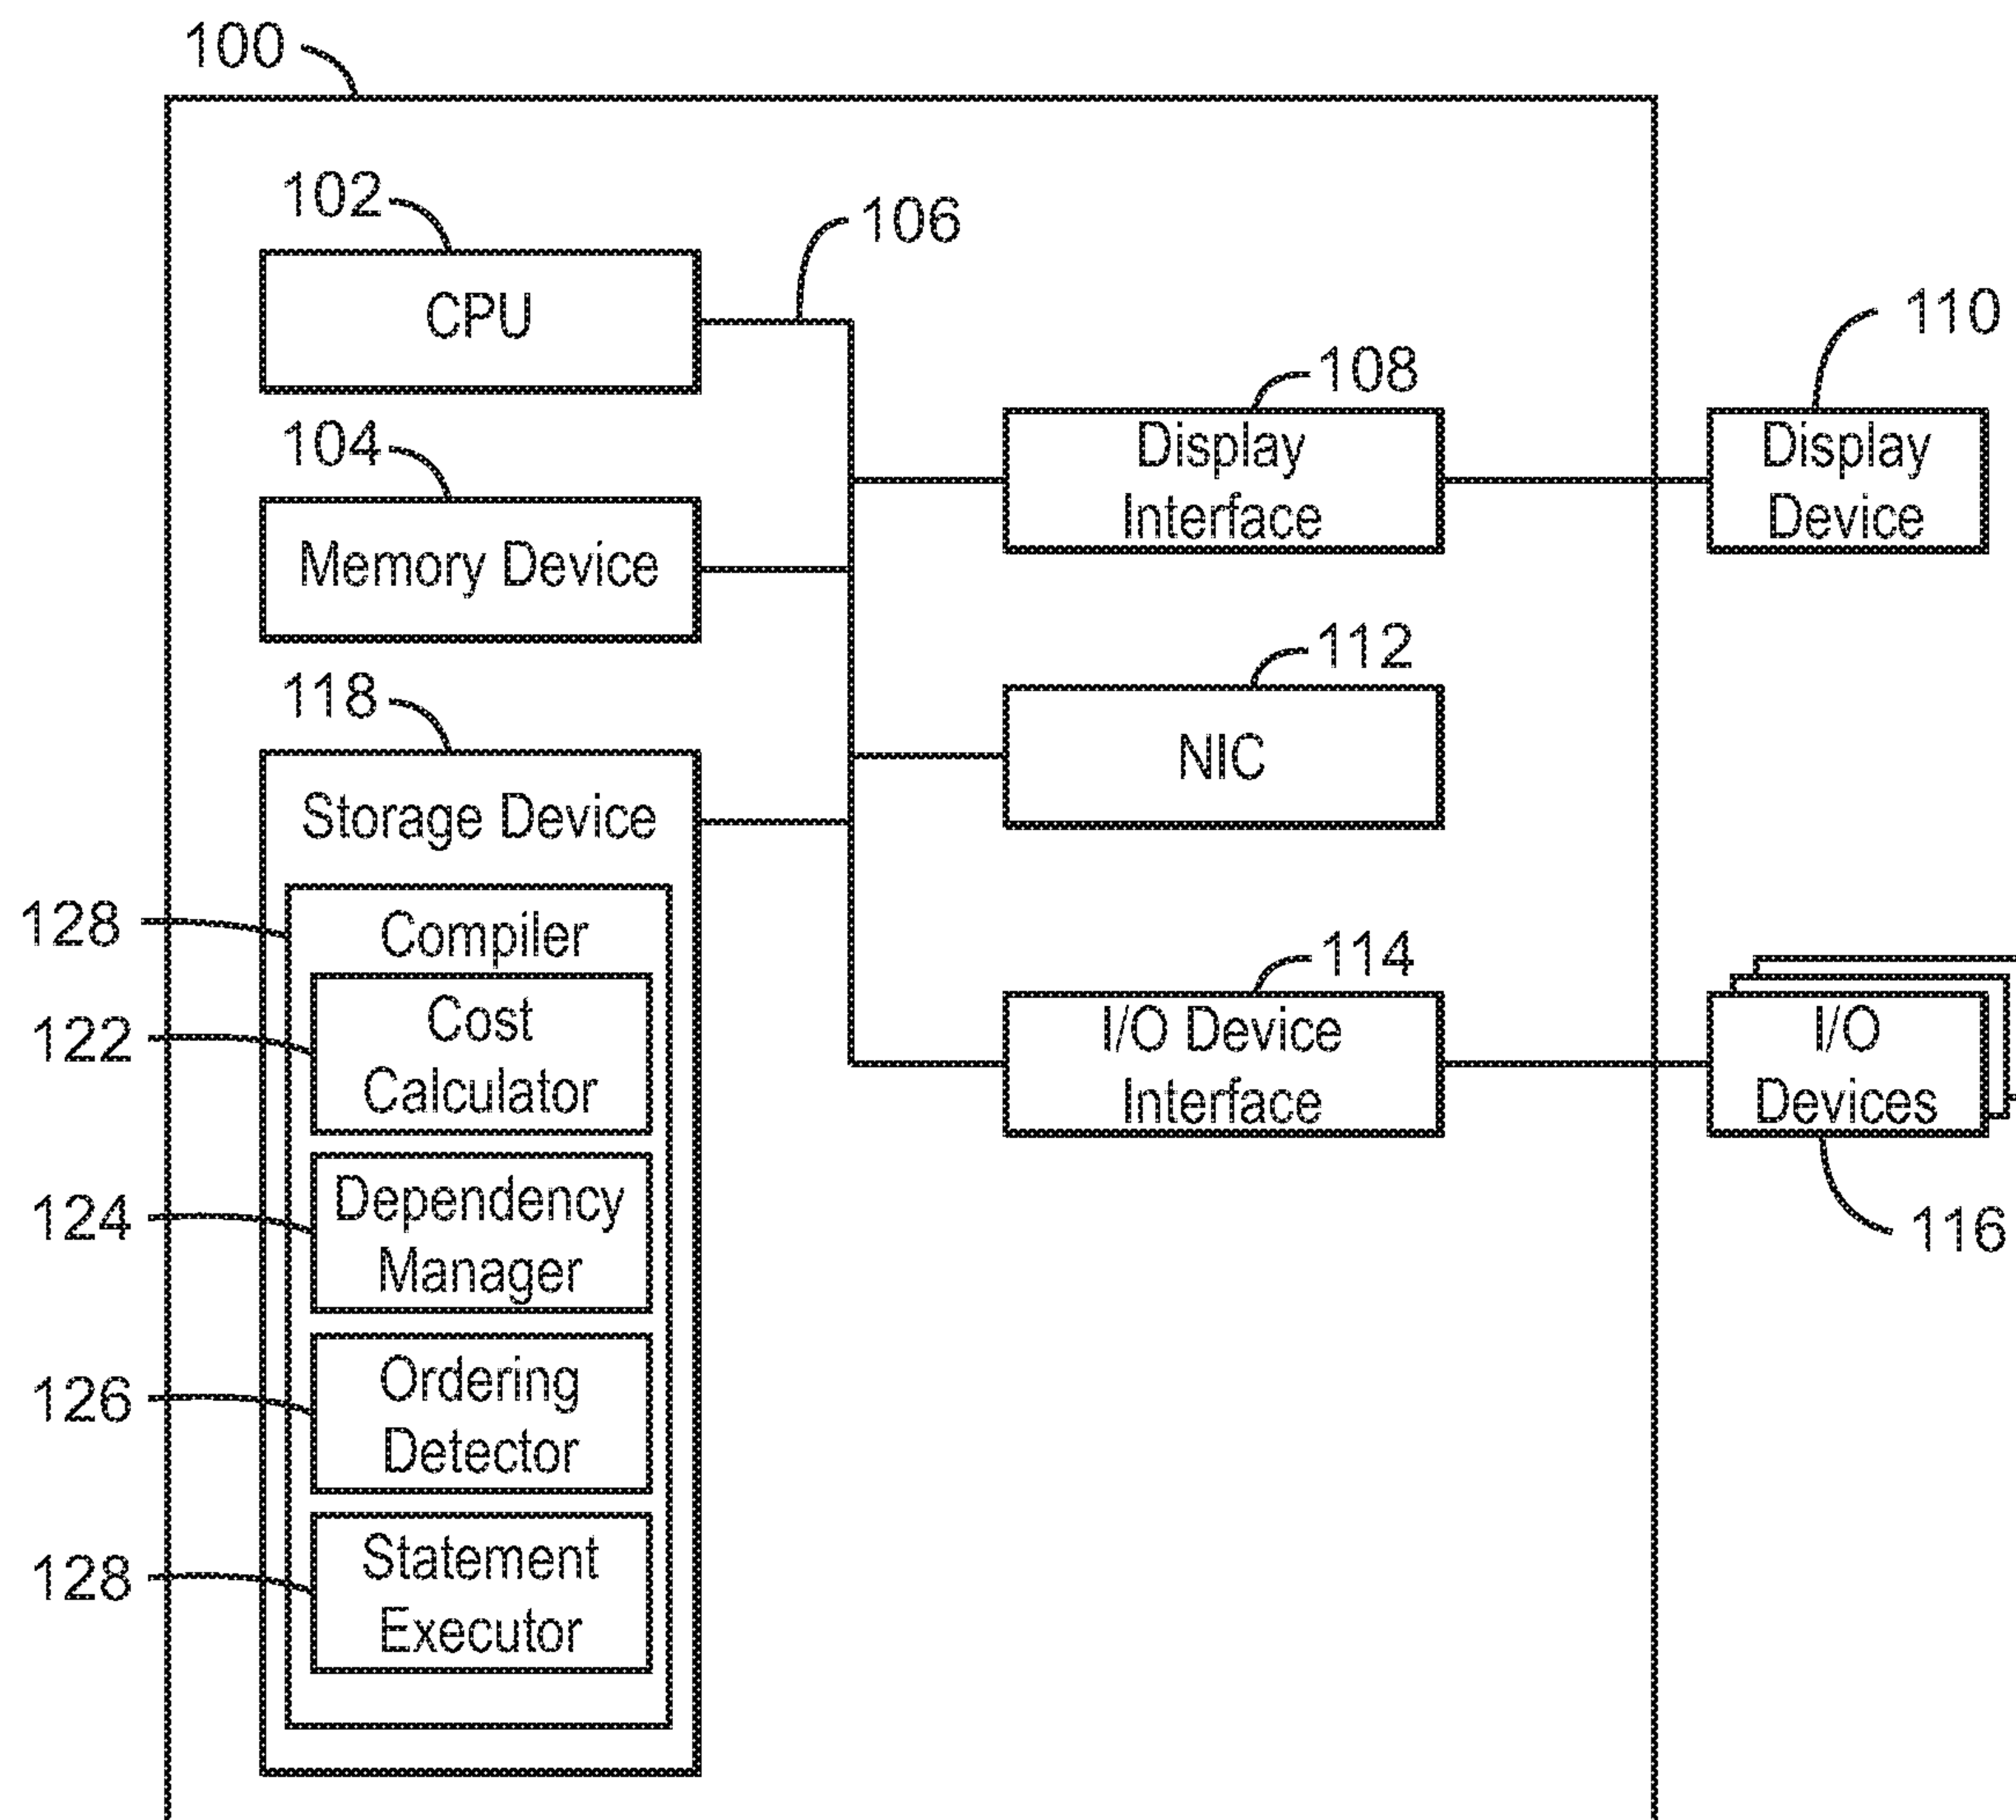 100
102
CPU
106
104
Memory Device
108
Display
Interface
110
Display
Device
112
NIC
118
Storage Device
128
Compiler
122
Cost
Calculator
124
Dependency
Manager
126
Ordering
Detector
128
Statement
Executor
114
I/O Device
Interface
I/O
Devices
116